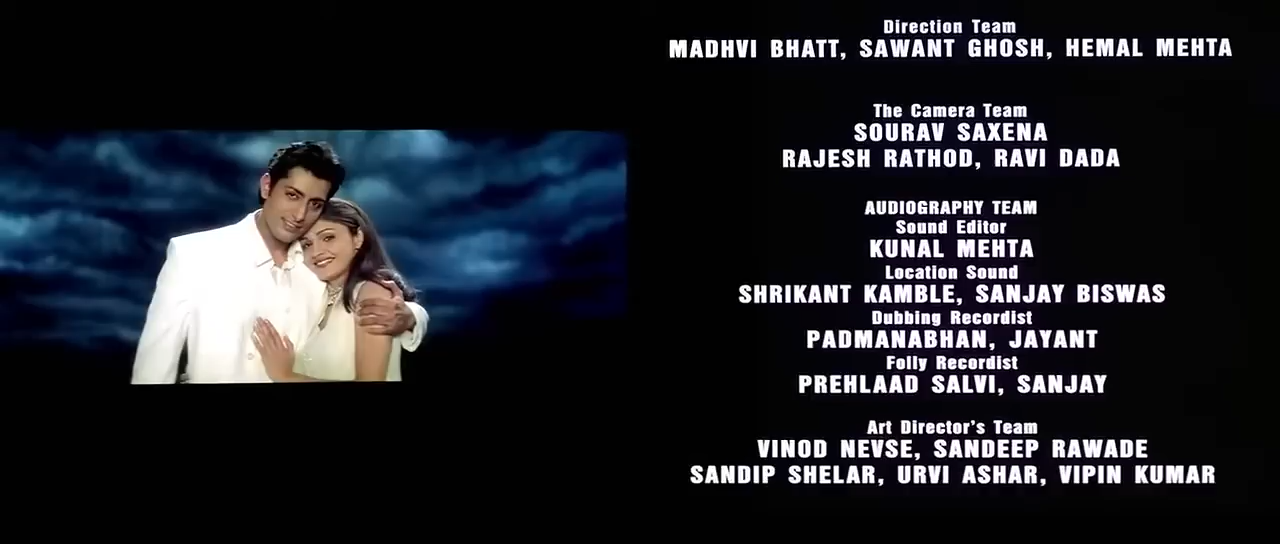 Direction Team
MADHVI BHATT, SAWANT GHOSH, HEMAL MEHTA
The Camera Team
SOURAV SAXENA
RAJESH RATHOD, RAVI DADA
AUDIOGRAPHY TEAM
Sound Editor
KUNAL MEHTA
Location Sound
SHRIKANT KAMBLE, SANJAY BISWAS
Dubbing Recordist
PADMANABHAN, JAYANT
Folly Recordist
PREHLAAD SALVI, SANJAY
Art Director's Team
VINOD NEVSE, SANDEEP RAWADE
SANDIP SHELAR, URVI ASHAR, VIPIN KUMAR